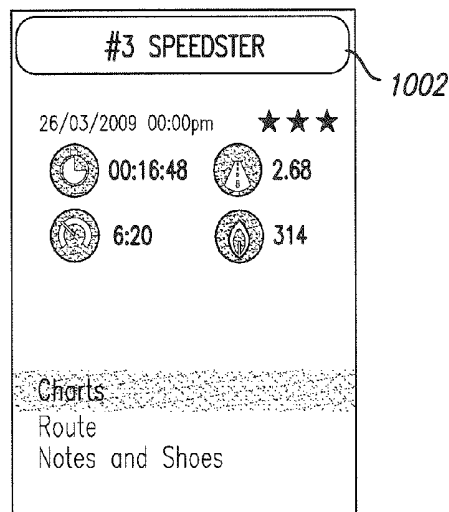 #3 SPEEDSTER
1002
26/03/2009 00:00pm ★★★
00:16:48 2.68
6:20 314
Charts
Route
Notes and Shoes